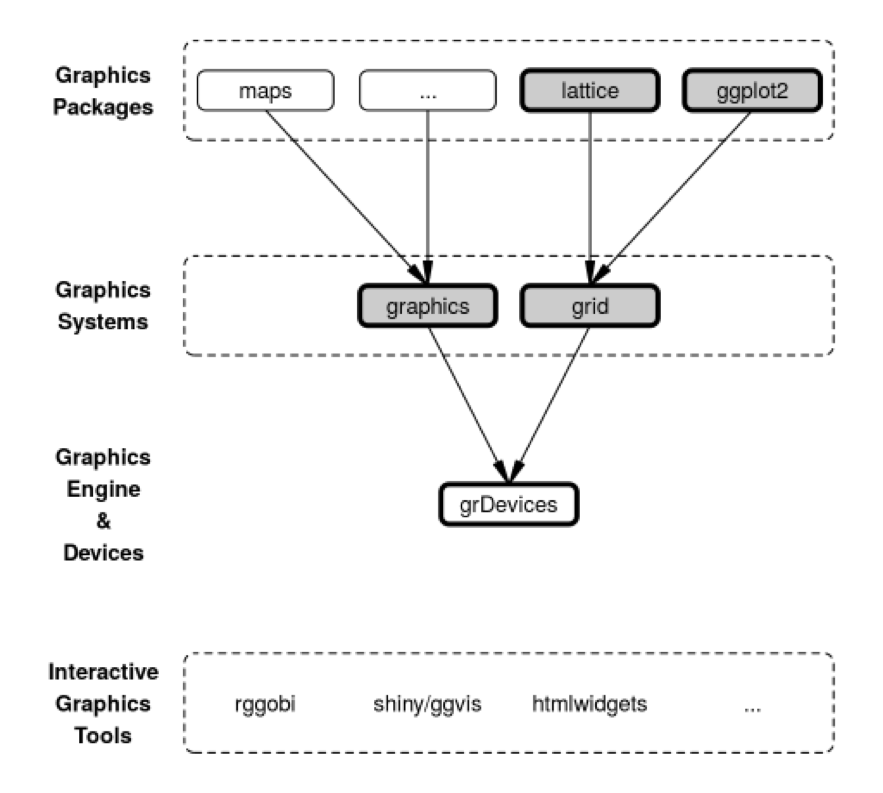 Graphics
Packages
maps
...
lattice
ggplot2
Graphics
Systems
graphics
grid
Graphics
Engine
&
Devices
grDevices
Interactive
Graphics
Tools
rggobi
shiny/ggvis
htmlwidgets
...